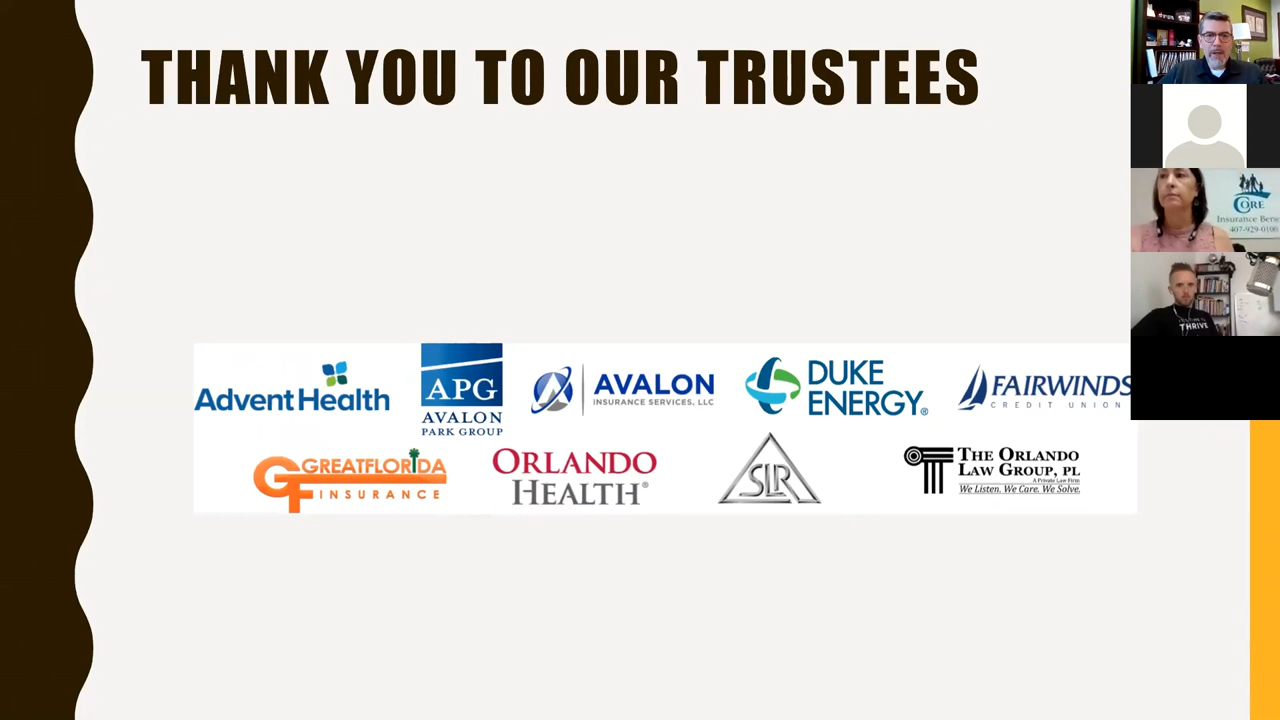 THANK YOU TO OUR TRUSTEES
CORE
Insurance Bene
407-929-0100
THRIVE
AdventHealth
APG
AVALON
PARK GROUP
AVALON
INSURANCE SERVICES, LLC
DUKE
ENERGY®
FAIRWINDS
CREDIT UNION
GREATFLORIDA
GF
INSURANCE
ORLANDO
HEALTH®
SLR
THE ORLANDO
LAW GROUP, PL
A Private Law Firm
We Listen. We Care. We Solve.